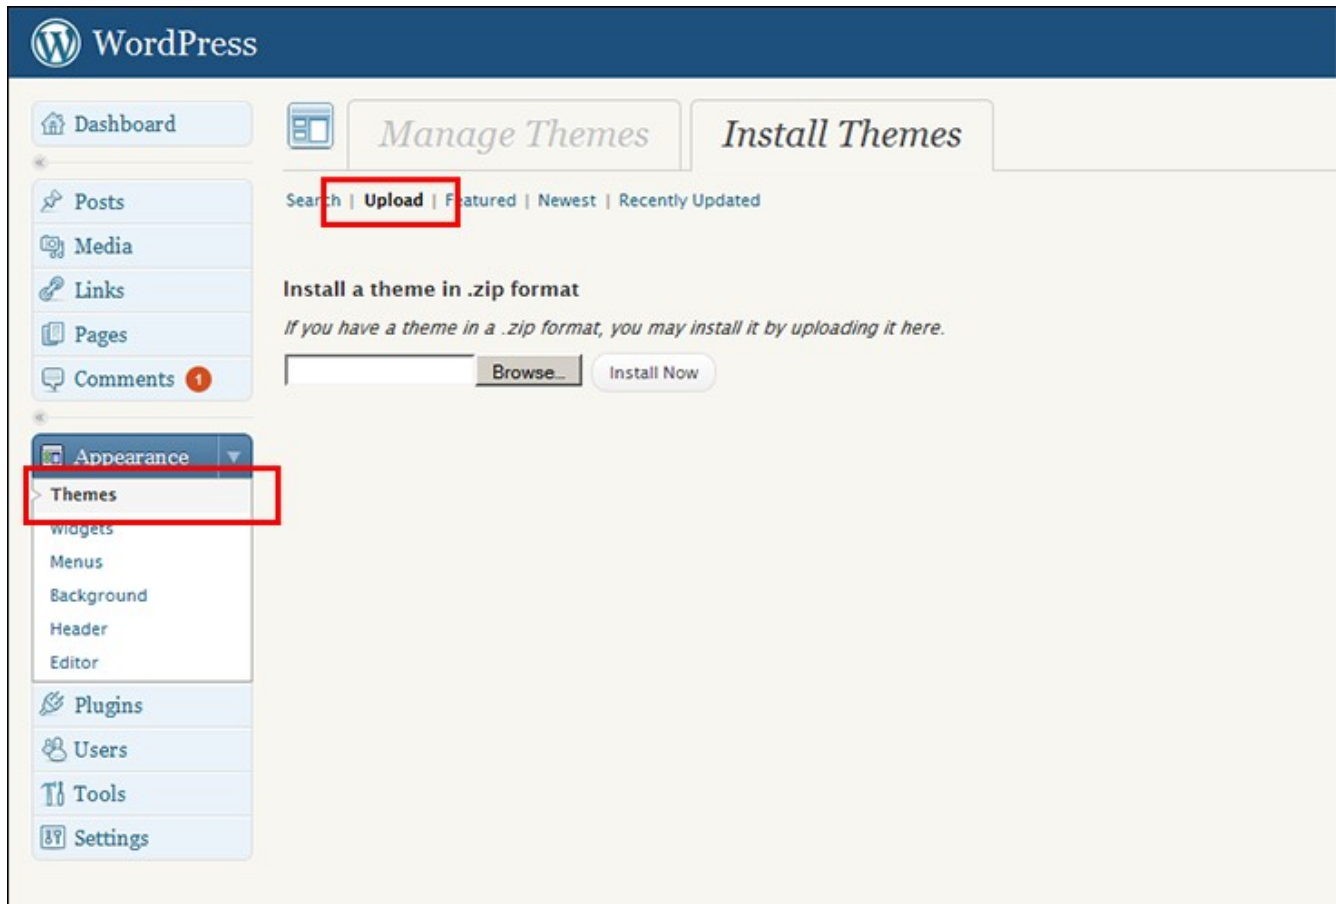 WordPress
Dashboard
Manage Themes
Install Themes
Posts
Search | Upload | Featured | Newest | Recently Updated
Media
Links
Install a theme in .zip format
Pages
If you have a theme in a .zip format, you may install it by uploading it here.
Comments 1
Browse...
Install Now
Appearance
Themes
Widgets
Menus
Background
Header
Editor
Plugins
Users
Tools
Settings